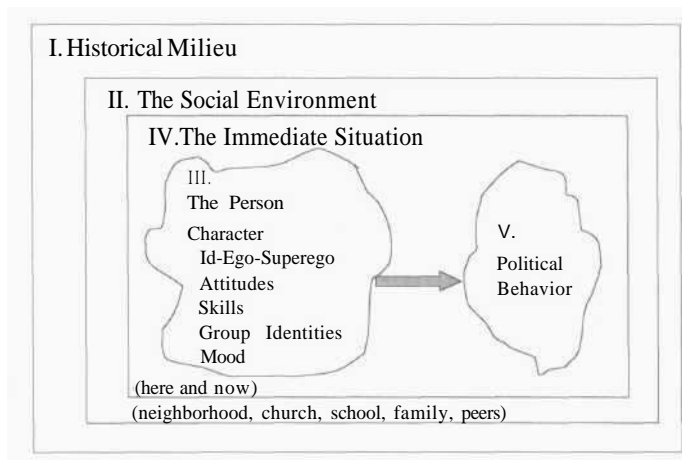 I. Historical Milieu
II. The Social Environment
IV. The Immediate Situation
III.
The Person
Character
Id-Ego-Superego
Attitudes
Skills
Group Identities
Mood
V.
Political
Behavior
(here and now)
(neighborhood, church, school, family, peers)